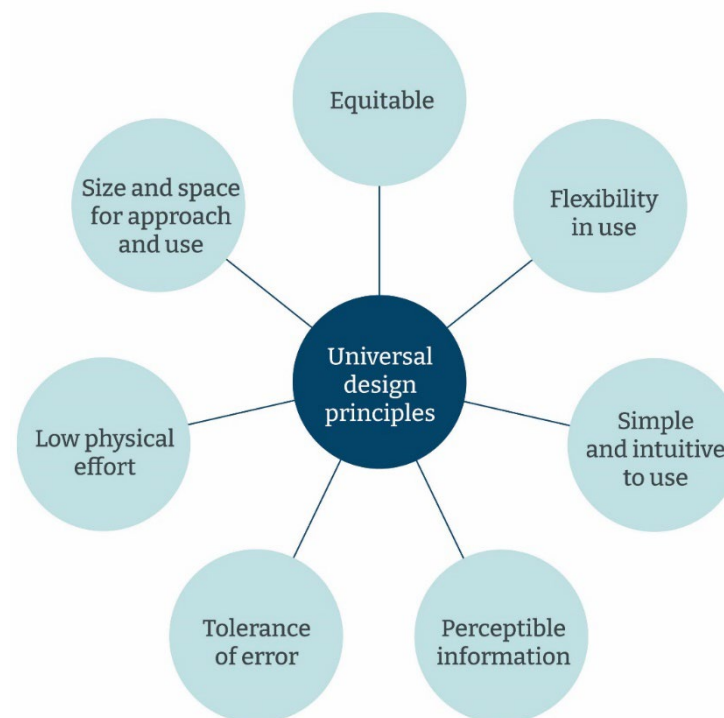 Equitable
Flexibility
in use
Simple
and intuitive
to use
Perceptible
information
Tolerance
of error
Low physical
effort
Size and space
for approach
and use
Universal
design
principles